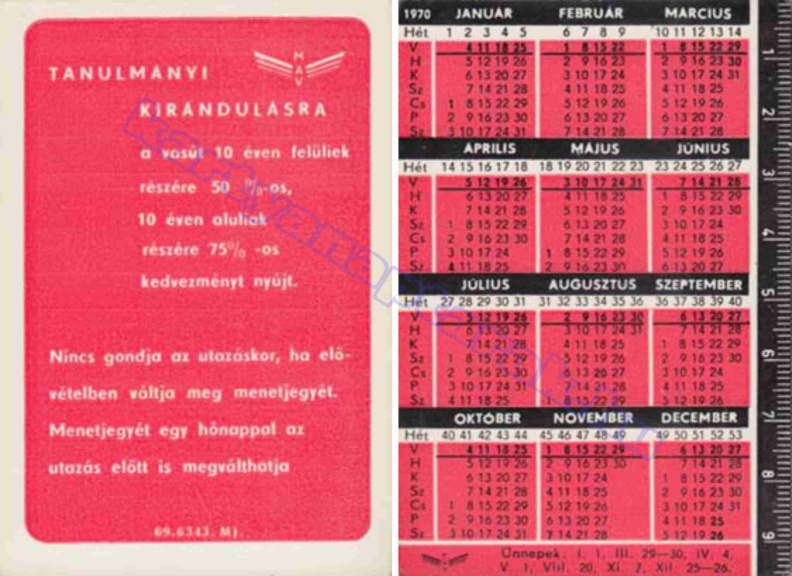 MAV
TANULMÁNYI
KIRÁNDULÁSRA
a vasút 10 éven felüliek
részére 50 %-os,
10 éven aluliak
részére 75% -os
kedvezményt nyújt.
Nincs gondja az utazáskor, ha elő-
vételben váltja meg menetjegyét.
Menetjegyét egy hónappal az
utazás előtt is megválthatja
69.6343. Mj.
1970 JANUÁR FEBRUÁR MÁRCIUS
Hét 1 2 3 4 5 6 7 8 9 10 11 12 13 14
V 4 11 18 25 1 8 15 22 1 8 15 22 29
H 5 12 19 26 2 9 16 23 2 9 16 23 30
K 6 13 20 27 3 10 17 24 3 10 17 24 31
Sz 7 14 21 28 4 11 18 25 4 11 18 25
Cs 1 8 15 22 29 5 12 19 26 5 12 19 26
P 2 9 16 23 30 6 13 20 27 6 13 20 27
Sz 3 10 17 24 31 7 14 21 28 7 14 21 28
ÁPRILIS MÁJUS JÚNIUS
Hét 14 15 16 17 18 18 19 20 21 22 23 23 24 25 26 27
V 5 12 19 26 3 10 17 24 31 7 14 21 28
H 6 13 20 27 4 11 18 25 1 8 15 22 29
K 7 14 21 28 5 12 19 26 2 9 16 23 30
Sz 1 8 15 22 29 6 13 20 27 3 10 17 24
Cs 2 9 16 23 30 7 14 21 28 4 11 18 25
P 3 10 17 24 1 8 15 22 29 5 12 19 26
Sz 4 11 18 25 2 9 16 23 30 6 13 20 27
JÚLIUS AUGUSZTUS SZEPTEMBER
Hét 27 28 29 30 31 31 32 33 34 35 36 36 37 38 39 40
V 5 12 19 26 2 9 16 23 30 6 13 20 27
H 6 13 20 27 3 10 17 24 31 7 14 21 28
K 7 14 21 28 4 11 18 25 1 8 15 22 29
Sz 1 8 15 22 29 5 12 19 26 2 9 16 23 30
Cs 2 9 16 23 30 6 13 20 27 3 10 17 24
P 3 10 17 24 31 7 14 21 28 4 11 18 25
Sz 4 11 18 25 1 8 15 22 29 5 12 19 26
OKTÓBER NOVEMBER DECEMBER
Hét 40 41 42 43 44 45 46 47 48 49 49 50 51 52 53
V 4 11 18 25 1 8 15 22 29 6 13 20 27
H 5 12 19 26 2 9 16 23 30 7 14 21 28
K 6 13 20 27 3 10 17 24 1 8 15 22 29
Sz 7 14 21 28 4 11 18 25 2 9 16 23 30
Cs 1 8 15 22 29 5 12 19 26 3 10 17 24 31
P 2 9 16 23 30 6 13 20 27 4 11 18 25
Sz 3 10 17 24 31 7 14 21 28 5 12 19 26
Ünnepek: I. 1, III. 29—30, IV. 4,
V. 1, VIII. 20, XI. 7, XII. 25—26.
1 2 3 4 5 6 7 8 9